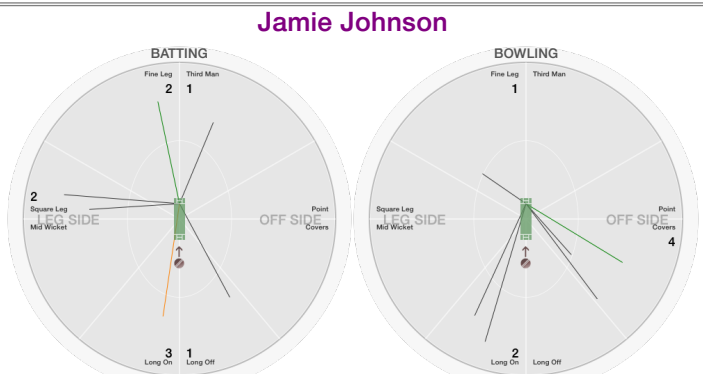 Jamie Johnson
BATTING
Fine Leg Third Man
2 1
2
Square Leg Point
LEG SIDE OFF SIDE
Mid Wicket Covers
3 1
Long On Long Off
BOWLING
Fine Leg Third Man
1
Square Leg Point
LEG SIDE OFF SIDE
Mid Wicket Covers
4
2
Long On Long Off